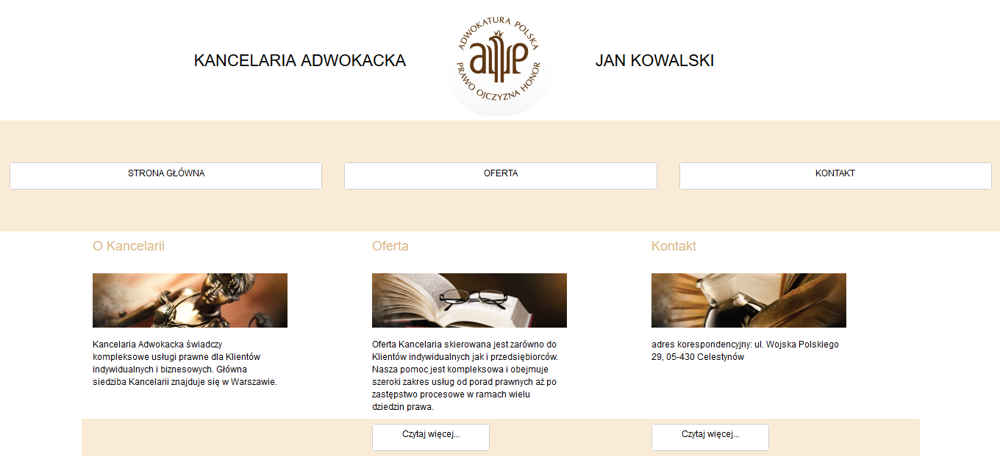 KANCELARIA ADWOKACKA
ADWOKATURA POLSKA
PRAWO OJCZYZNA HONOR
JAN KOWALSKI
STRONA GŁÓWNA
OFERTA
KONTAKT
O Kancelarii
Kancelaria Adwokacka świadczy
kompleksowe usługi prawne dla Klientów
indywidualnych i biznesowych. Główna
siedziba Kancelarii znajduje się w Warszawie.
Oferta
Oferta Kancelaria skierowana jest zarówno do
Klientów indywidualnych jak i przedsiębiorców.
Nasza pomoc jest kompleksowa i obejmuje
szeroki zakres usług od porad prawnych aż po
zastępstwo procesowe w ramach wielu
dziedzin prawa.
Czytaj więcej...
Kontakt
adres korespondencyjny: ul. Wojska Polskiego
29, 05-430 Celestynów
Czytaj więcej...